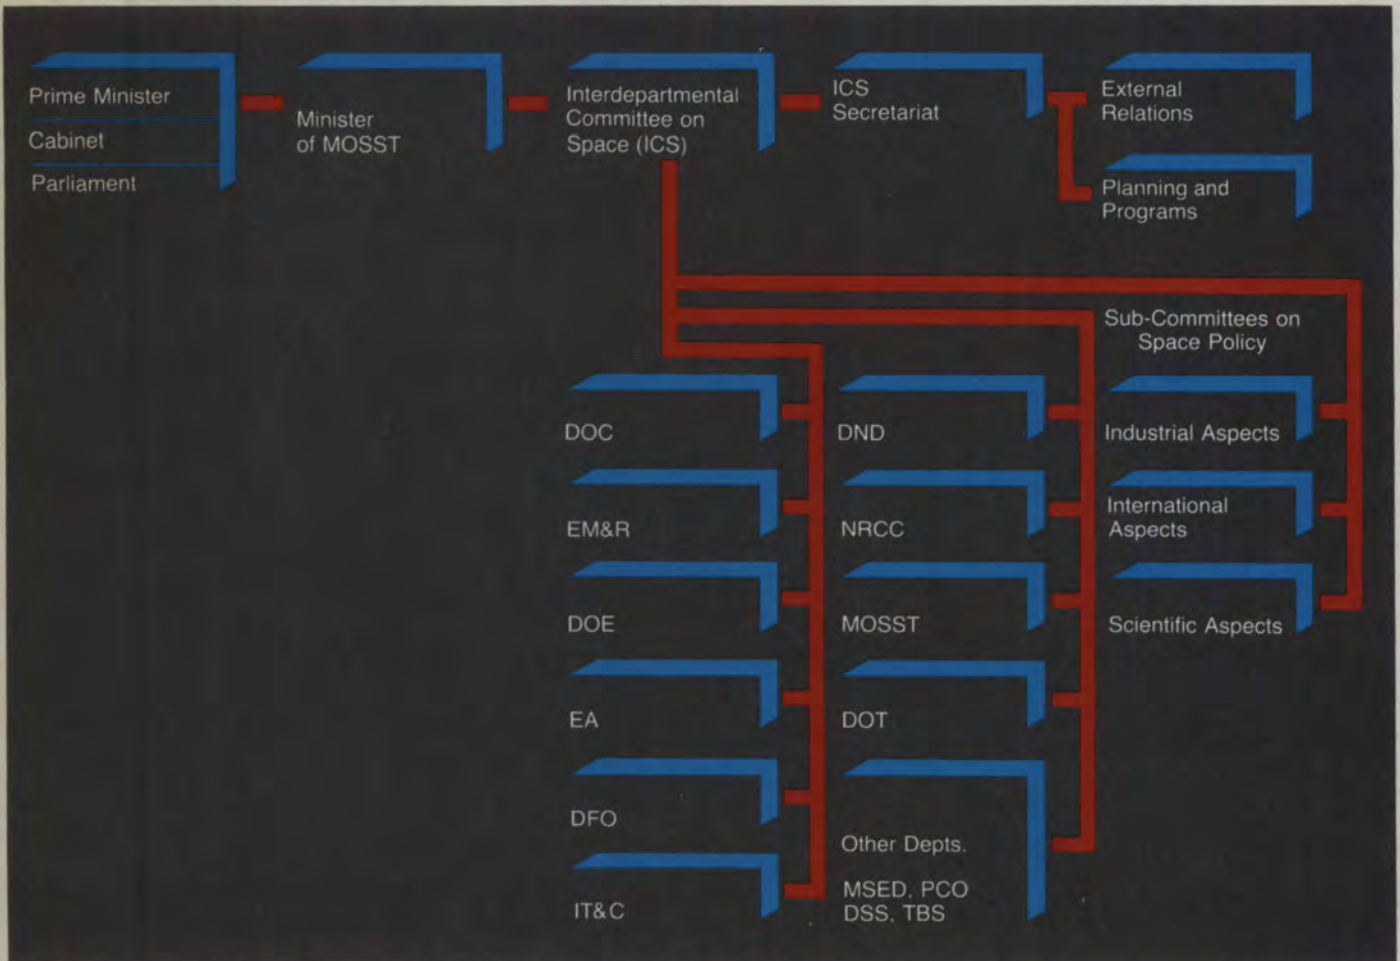 Prime Minister
Cabinet
Parliament
Minister
of MOSST
Interdepartmental
Committee on
Space (ICS)
ICS
Secretariat
External
Relations
Planning and
Programs
Sub-Committees on
Space Policy
DOC
EM&R
DOE
EA
DFO
IT&C
DND
NRCC
MOSST
DOT
Other Depts.
MSED, PCO
DSS, TBS
Industrial Aspects
International
Aspects
Scientific Aspects